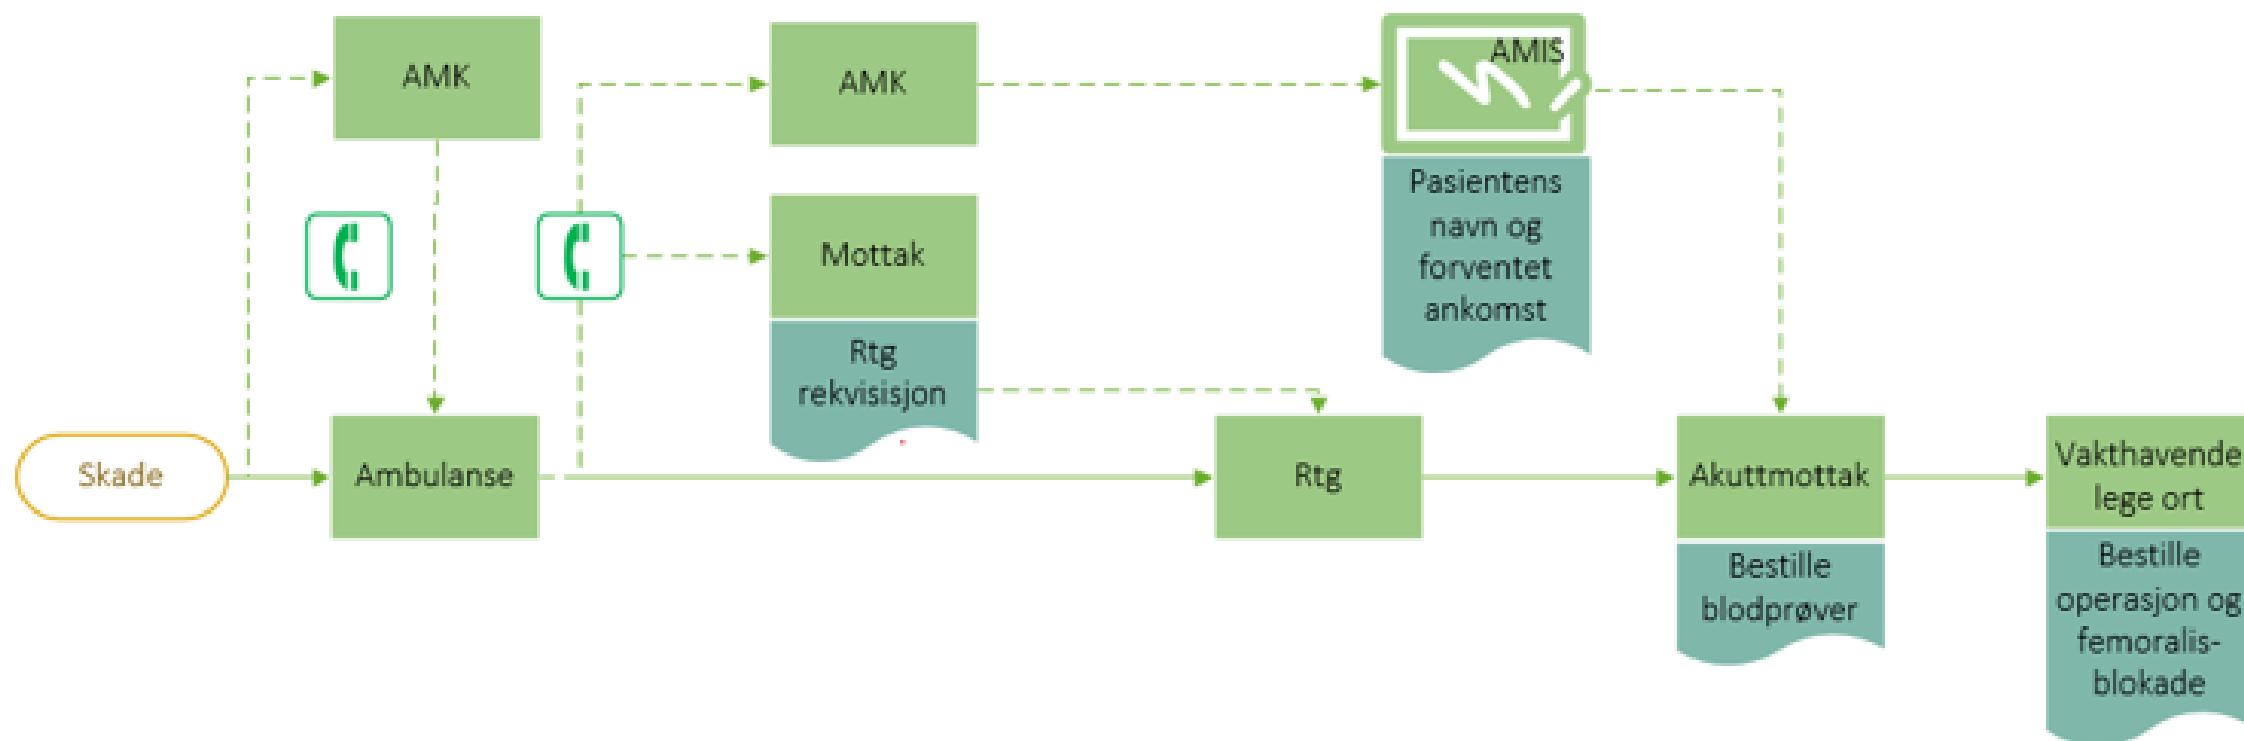 AMK
AMK
AMIS
Pasientens
navn og
forventet
ankomst
Mottak
Rtg
rekvisisjon
Skade
Ambulanse
Rtg
Akuttmottak
Bestille
blodprøver
Vakthavende
lege ort
Bestille
operasjon og
femoralis-
blokade